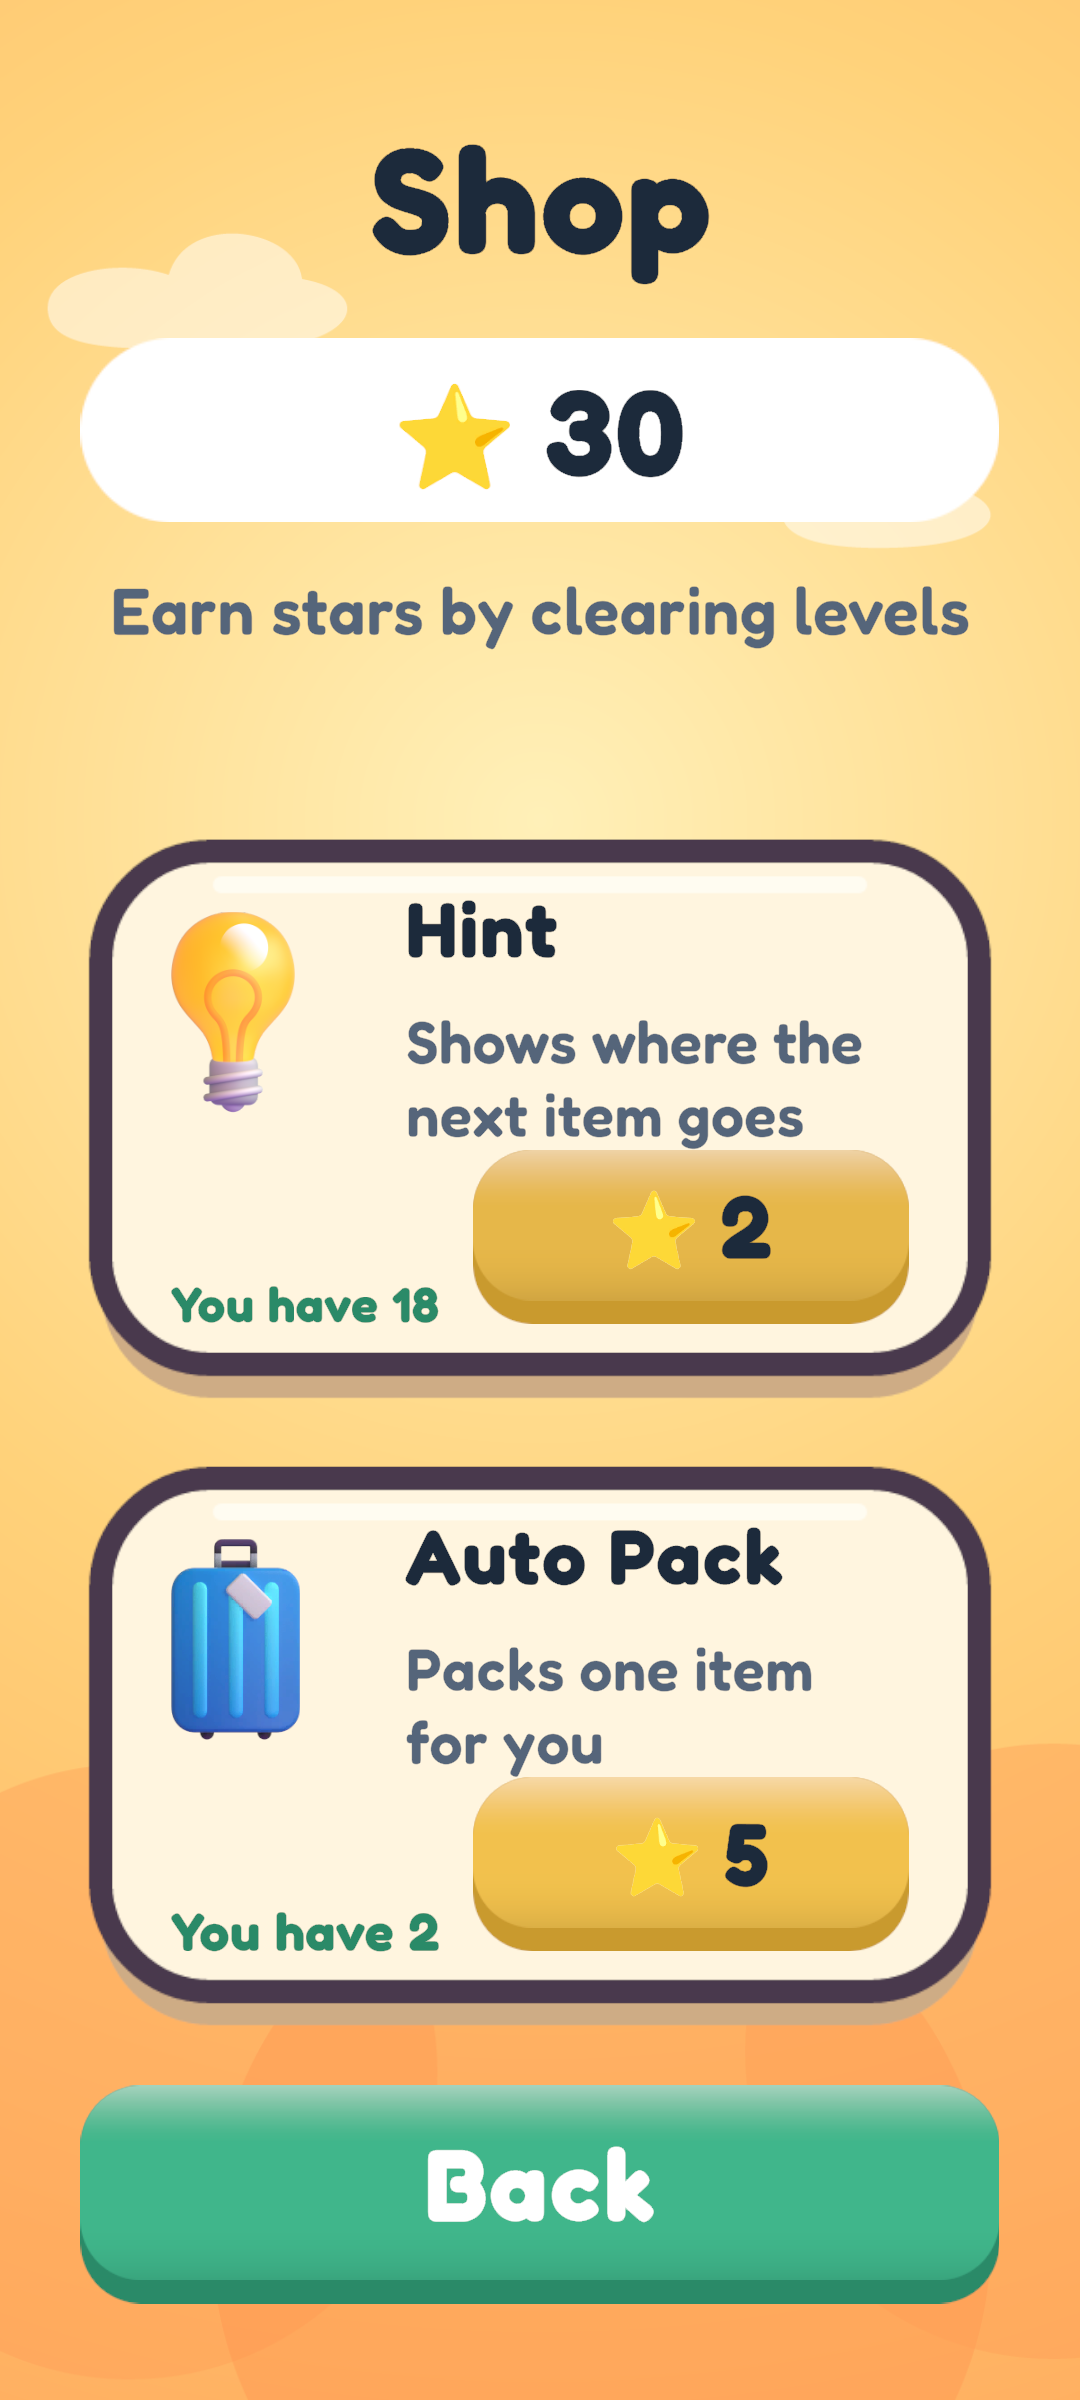 Shop
30
Earn stars by clearing levels
Hint
Shows where the
next item goes
2
You have 18
Auto Pack
Packs one item
for you
5
You have 2
Back